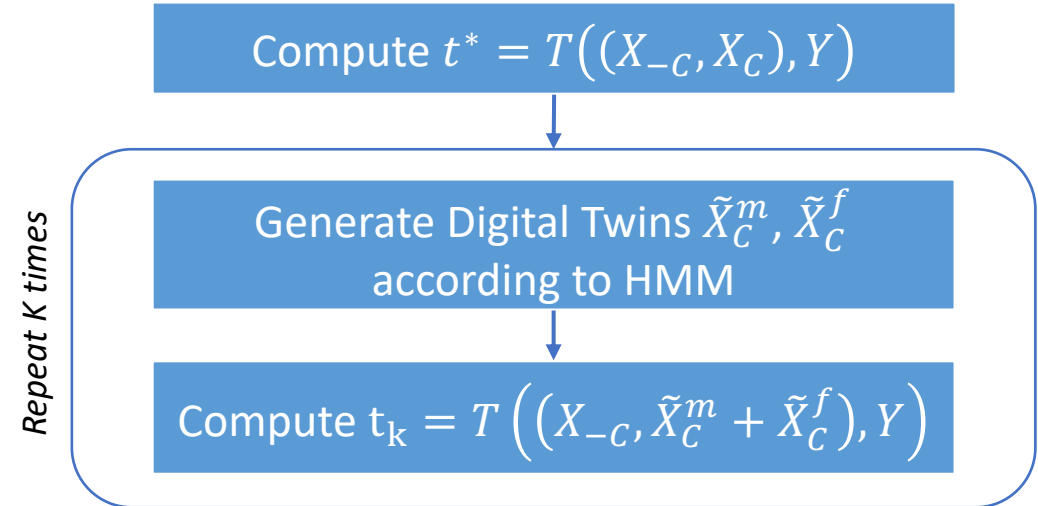 Compute t* = T((X_{-C}, X_C), Y)
Repeat K times
Generate Digital Twins X̃_C^m, X̃_C^f
according to HMM
Compute t_k = T((X_{-C}, X̃_C^m + X̃_C^f), Y)